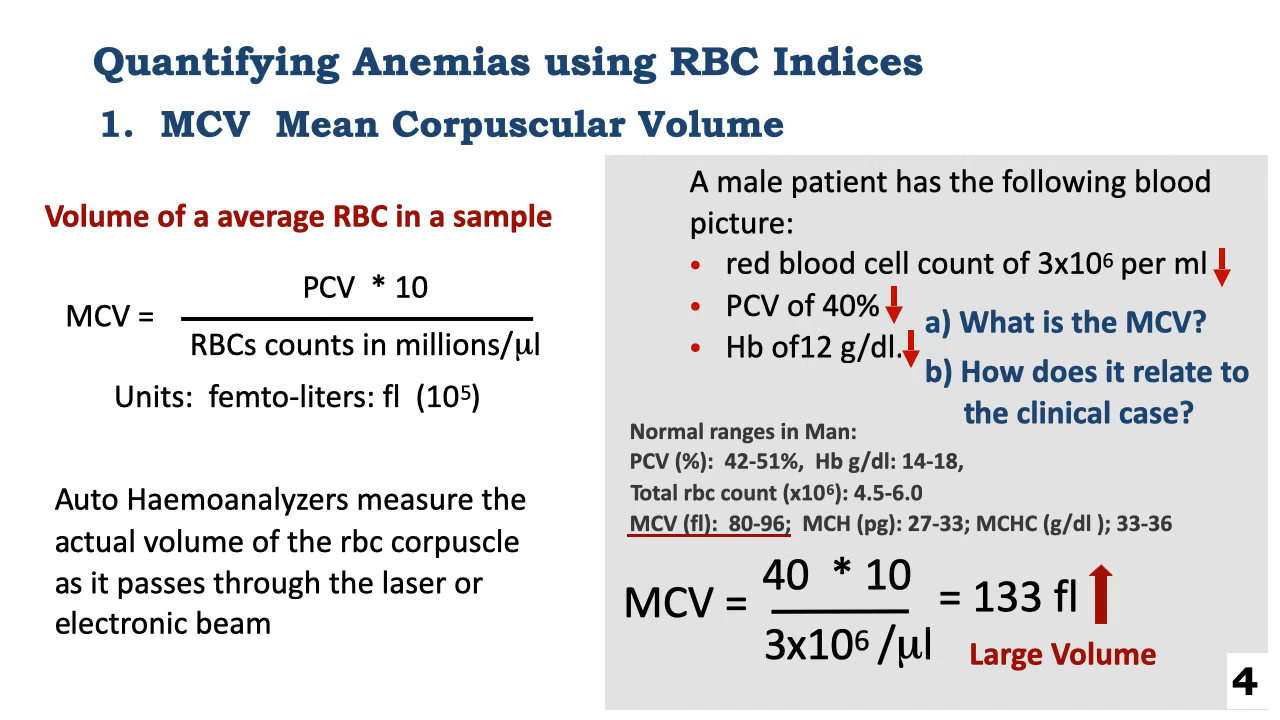 Quantifying Anemias using RBC Indices
1. MCV Mean Corpuscular Volume
Volume of a average RBC in a sample
MCV =
PCV * 10
RBCs counts in millions/μl
Units: femto-liters: fl (10⁵)
Auto Haemoanalyzers measure the
actual volume of the rbc corpuscle
as it passes through the laser or
electronic beam
A male patient has the following blood
picture:
• red blood cell count of 3x10⁶ per ml
• PCV of 40%
• Hb of12 g/dl.
a) What is the MCV?
b) How does it relate to
the clinical case?
Normal ranges in Man:
PCV (%): 42-51%, Hb g/dl: 14-18,
Total rbc count (x10⁶): 4.5-6.0
MCV (fl): 80-96; MCH (pg): 27-33; MCHC (g/dl ); 33-36
MCV =
40 * 10
3x10⁶ /μl
= 133 fl
Large Volume
4